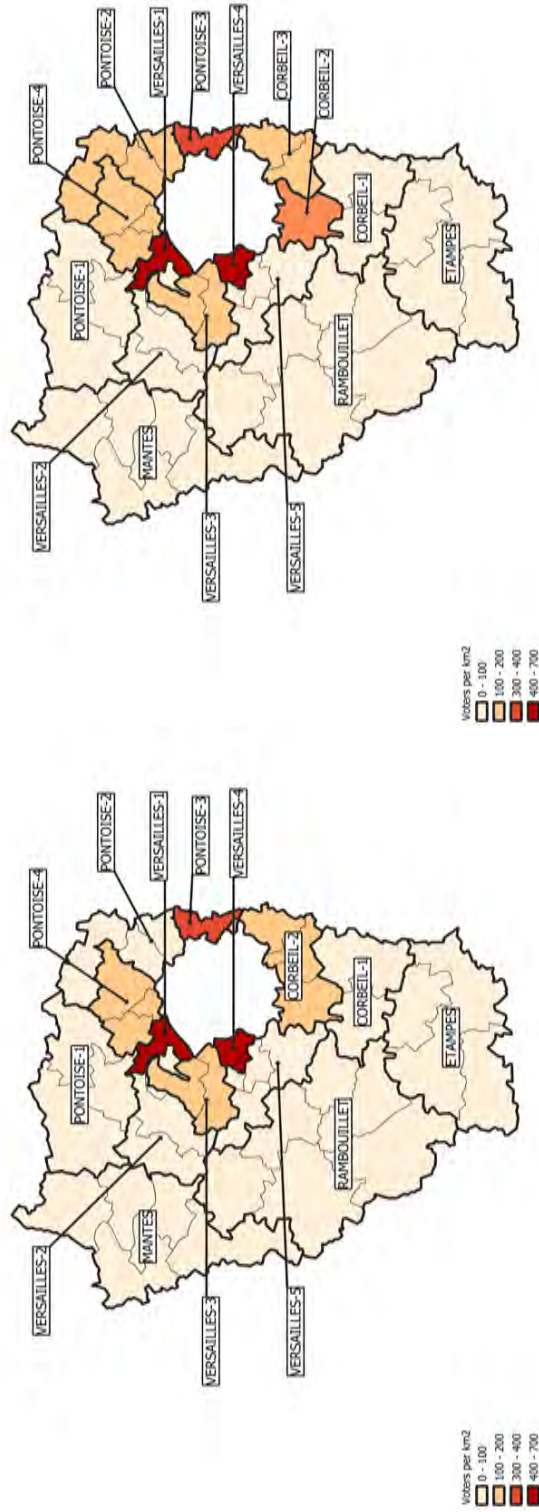 VERSAILLES-2
PONTOISE-4
PONTOISE-1
PONTOISE-2
MANTES
VERSAILLES-1
PONTOISE-3
VERSAILLES-3
VERSAILLES-4
VERSAILLES-5
CORBEIL-2
RAMBOUILLET
CORBEIL-1
ETAMPES
Voters per km2
0 - 100
100 - 200
300 - 400
400 - 700
VERSAILLES-2
PONTOISE-4
PONTOISE-1
PONTOISE-2
MANTES
VERSAILLES-1
PONTOISE-3
VERSAILLES-3
VERSAILLES-4
CORBEIL-3
VERSAILLES-5
CORBEIL-2
RAMBOUILLET
CORBEIL-1
ETAMPES
Voters per km2
0 - 100
100 - 200
300 - 400
400 - 700